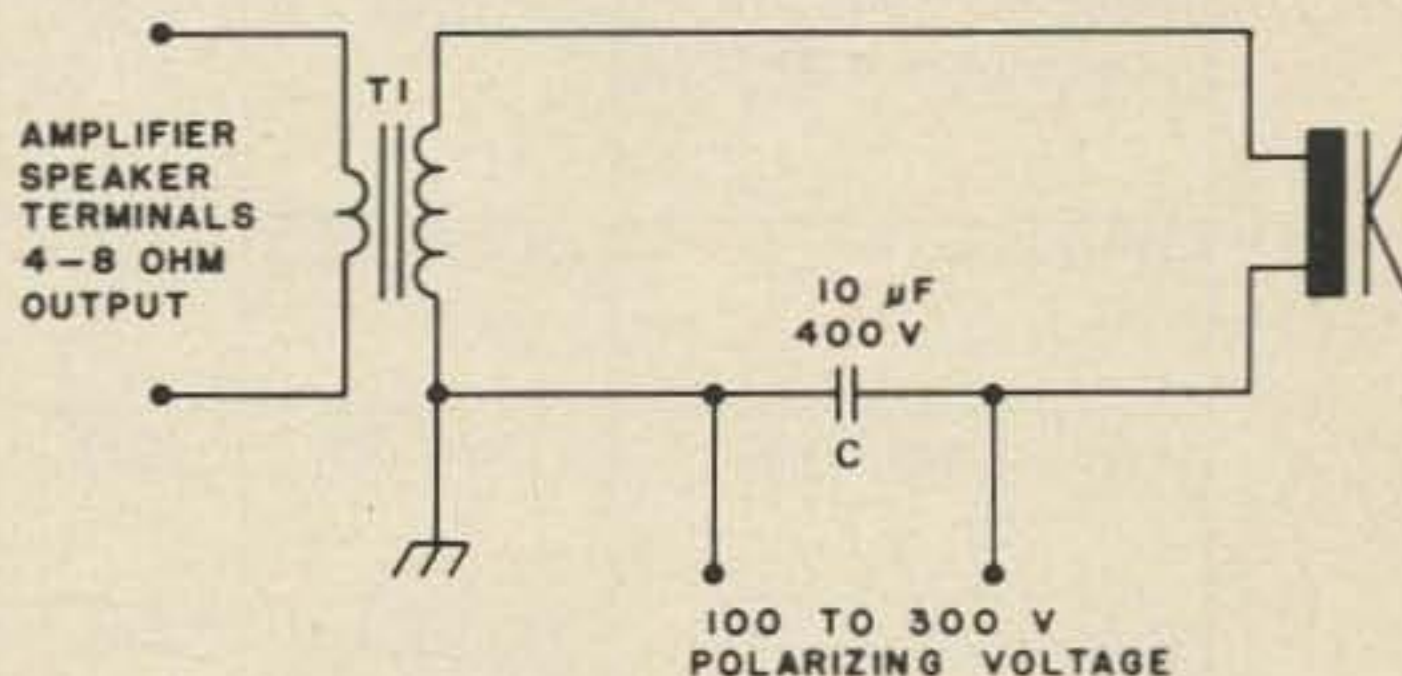 T1
AMPLIFIER
SPEAKER
TERMINALS
4–8 OHM
OUTPUT
10 µF
400 V
C
100 TO 300 V
POLARIZING VOLTAGE